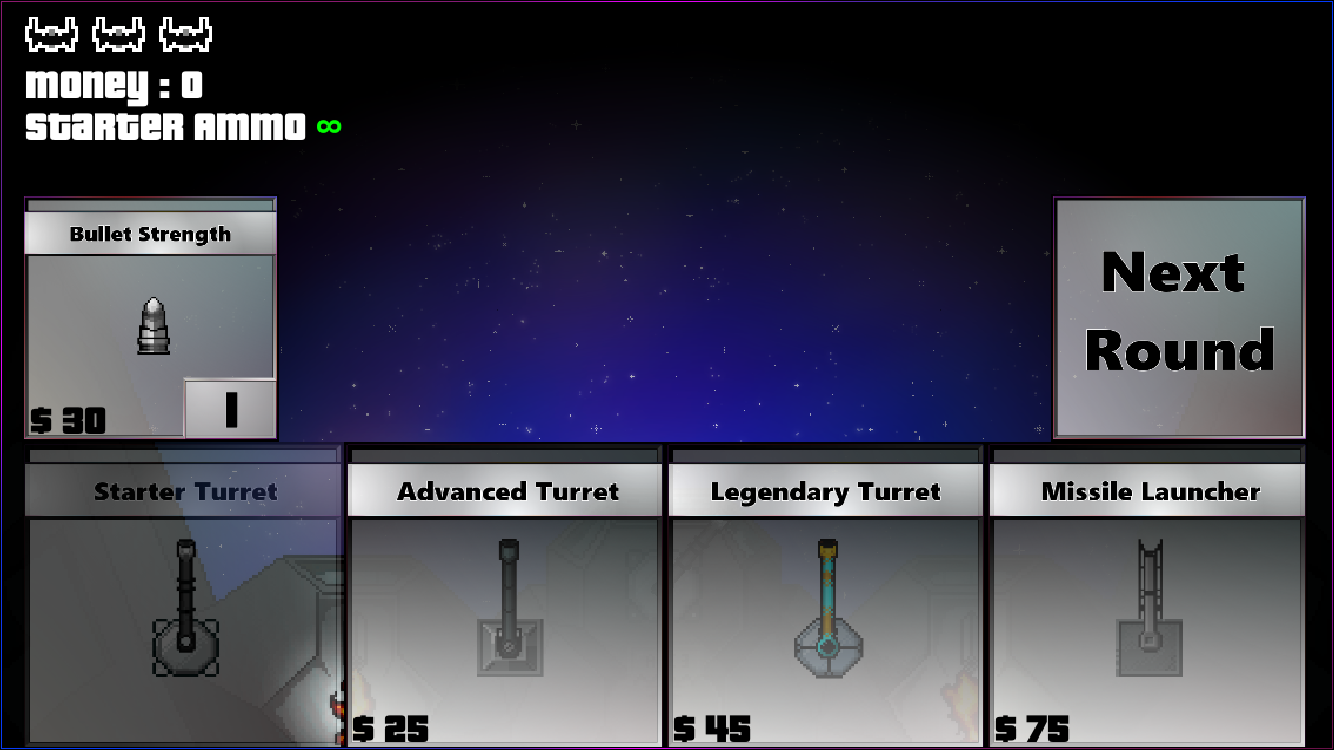 money : 0
STARTER AMMO ∞
Bullet Strength
$ 30
I
Next
Round
Starter Turret
Advanced Turret
$ 25
Legendary Turret
$ 45
Missile Launcher
$ 75